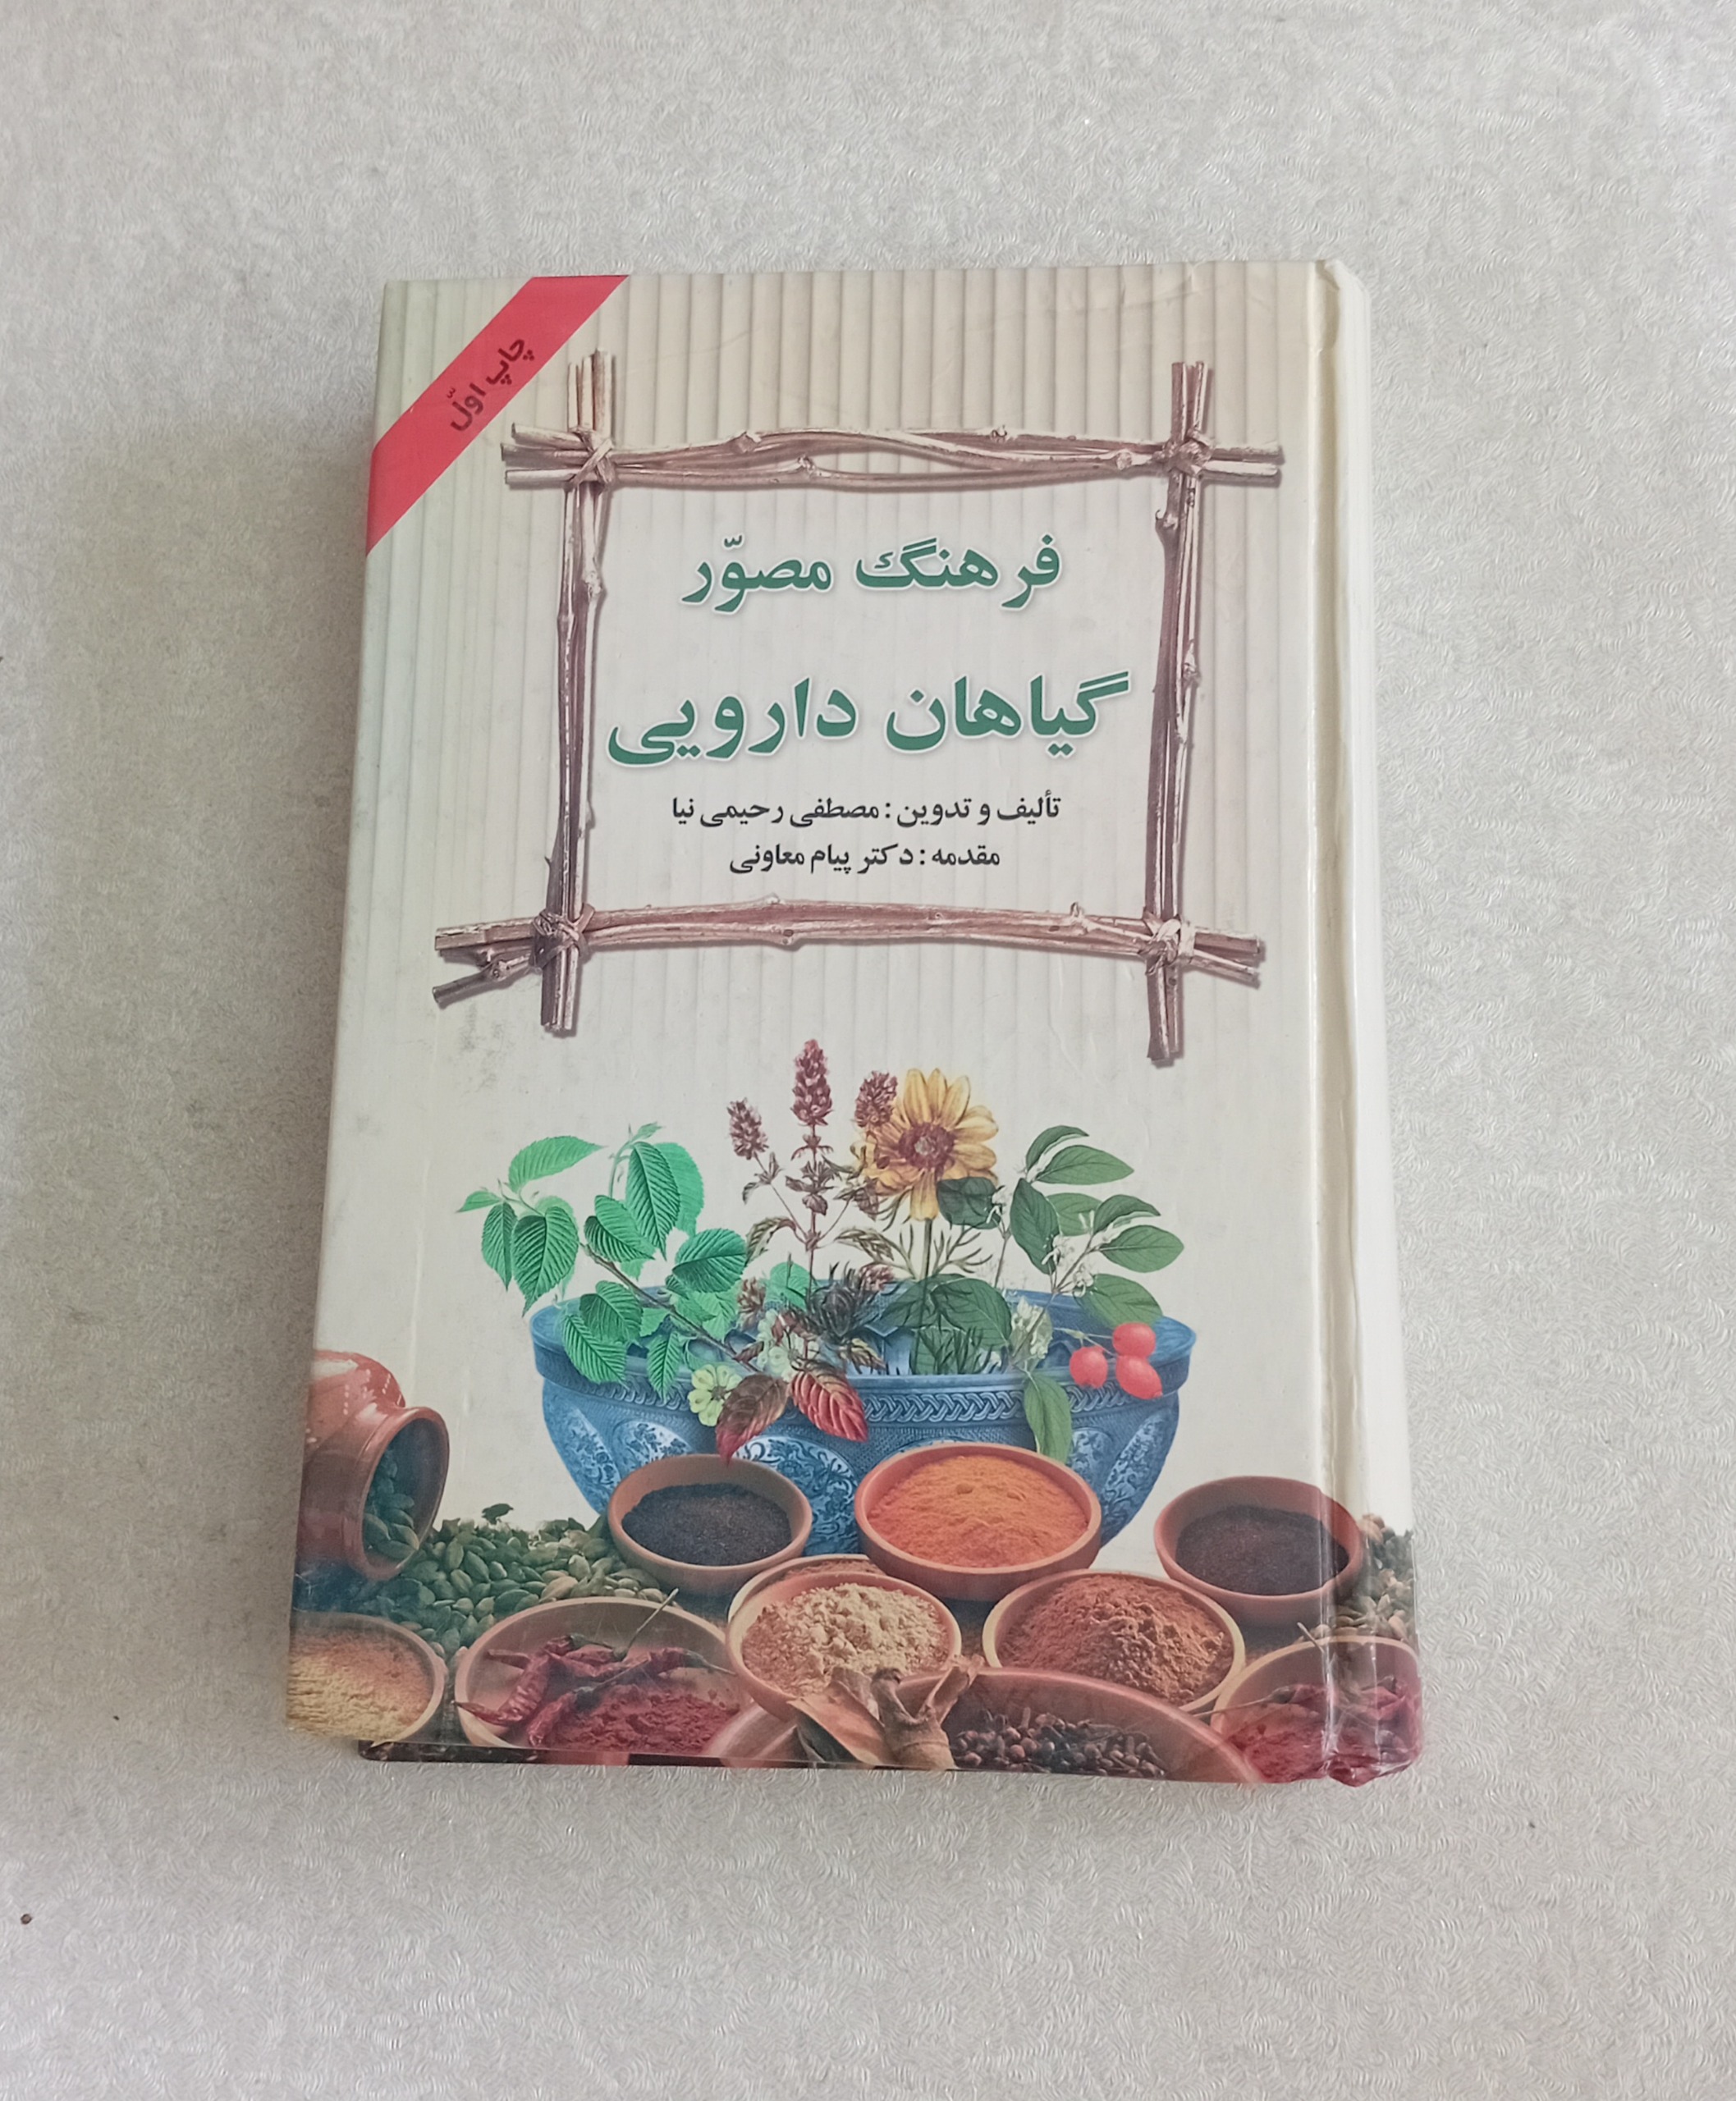 چاپ اوّل
فرهنگ مصوّر
گیاهان دارویی
تألیف و تدوین : مصطفی رحیمی نیا
مقدمه : دکتر پیام معاونی